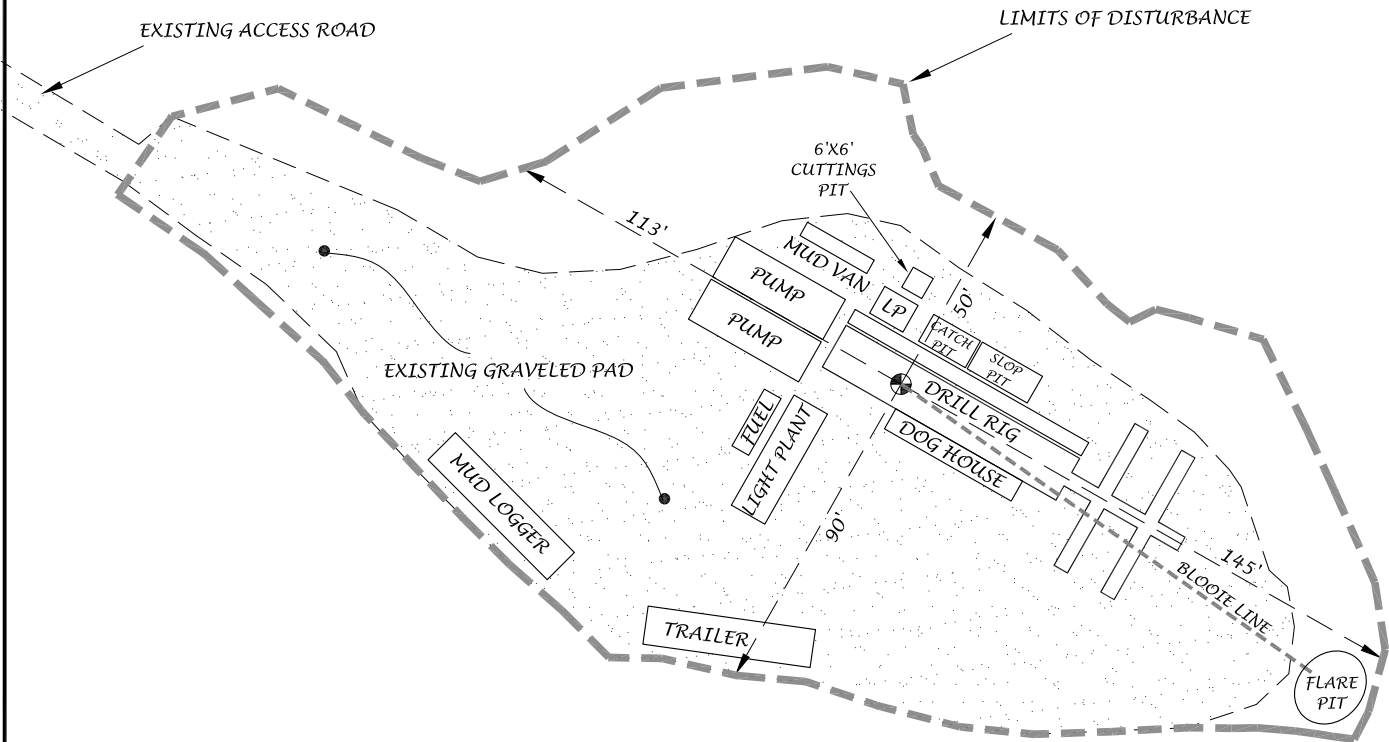 EXISTING ACCESS ROAD
LIMITS OF DISTURBANCE
6'X6'
CUTTINGS
PIT
113'
MUD VAN
PUMP
PUMP
LP
50'
CATCH
PIT
SLOP
PIT
EXISTING GRAVELED PAD
DRILL RIG
DOG HOUSE
FUEL
LIGHT PLANT
MUD LOGGER
90'
145'
BLOOIE LINE
TRAILER
FLARE
PIT